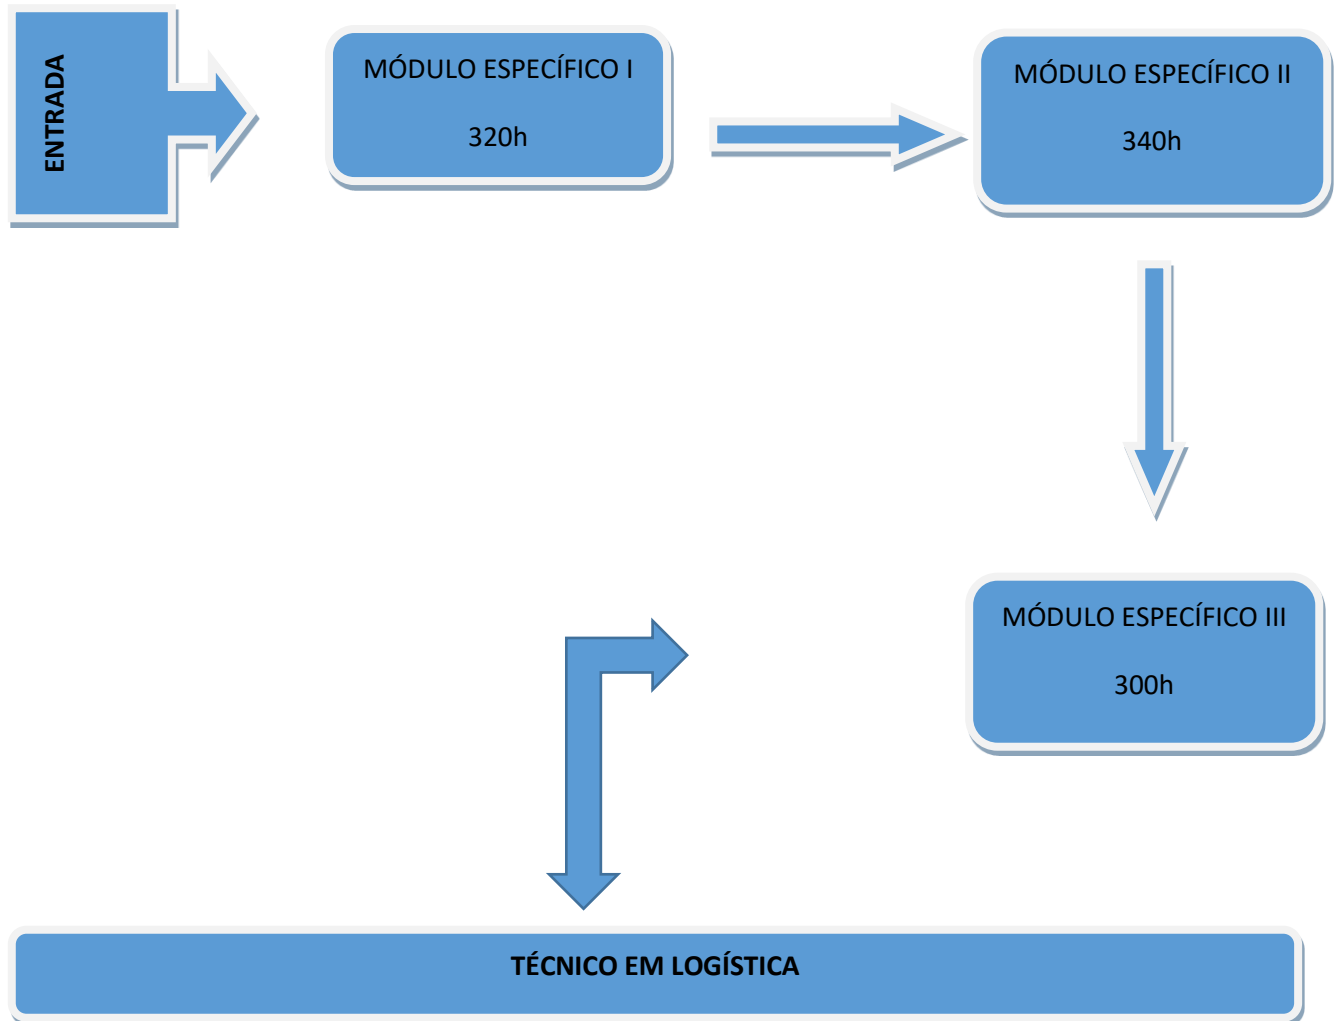 ENTRADA
MÓDULO ESPECÍFICO I
320h
MÓDULO ESPECÍFICO II
340h
MÓDULO ESPECÍFICO III
300h
TÉCNICO EM LOGÍSTICA